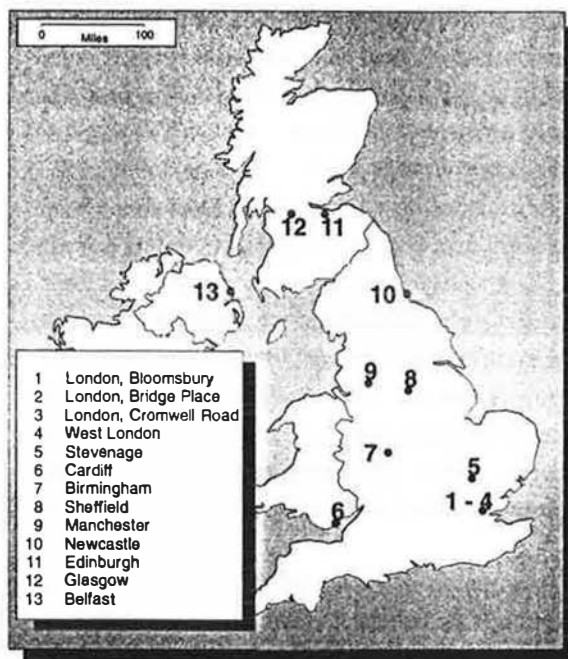 0 100
Miles
12 11
13
10
9 8
7
5
1 - 4
6
1 London, Bloomsbury
2 London, Bridge Place
3 London, Cromwell Road
4 West London
5 Stevenage
6 Cardiff
7 Birmingham
8 Sheffield
9 Manchester
10 Newcastle
11 Edinburgh
12 Glasgow
13 Belfast